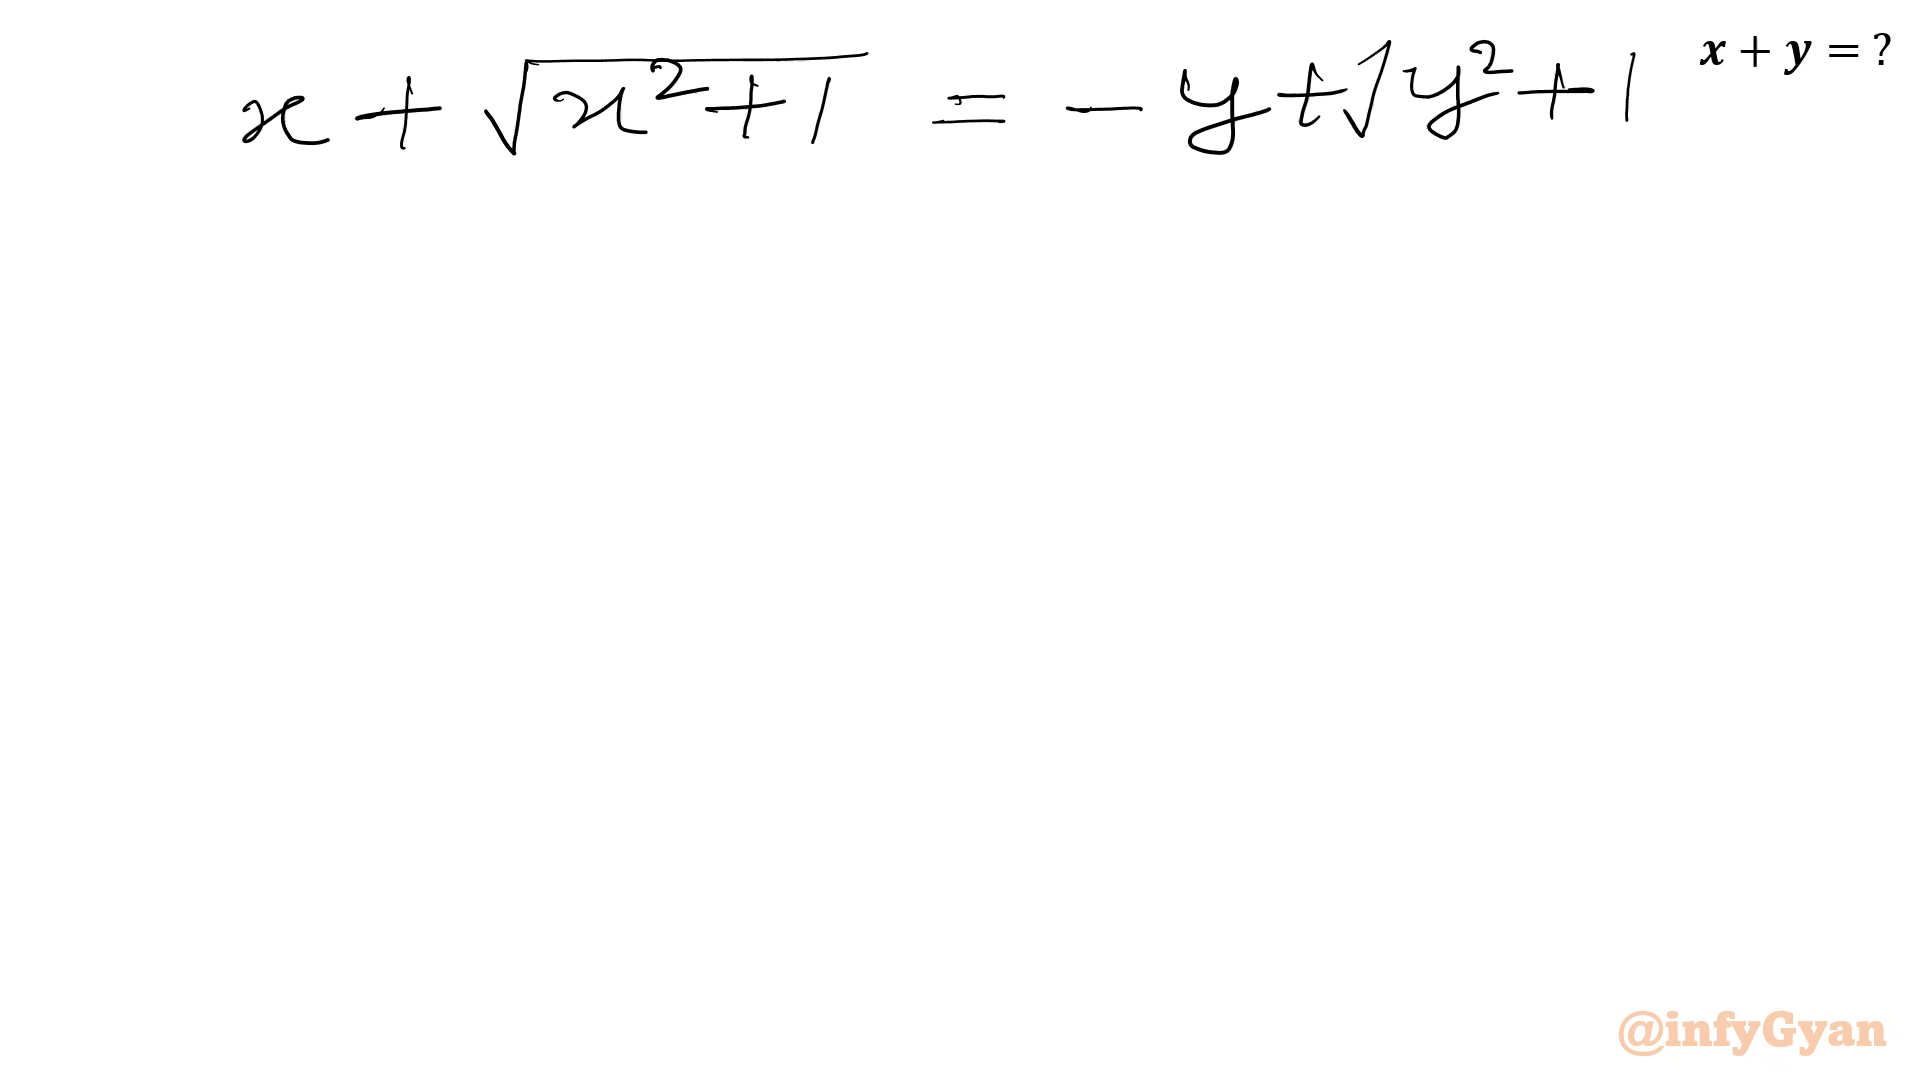 x + √(x² + 1) = - y + √y² + 1
x + y = ?
@infyGyan